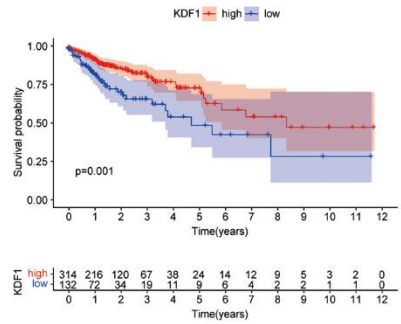 KDF1 high low
1.00
0.75
0.50
0.25
0.00
Survival probability
p=0.001
0 1 2 3 4 5 6 7 8 9 10 11 12
Time(years)
KDF1
high 314 216 120 67 38 24 14 12 9 5 3 2 0
low 132 72 34 19 11 9 6 4 2 2 1 1 0
0 1 2 3 4 5 6 7 8 9 10 11 12
Time(years)